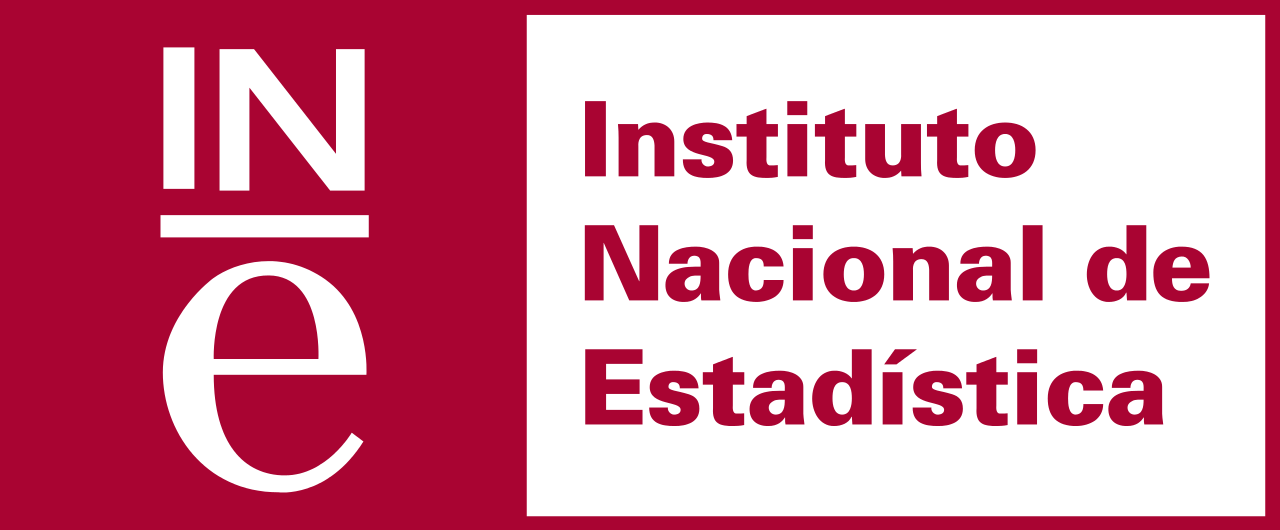 IN
e
Instituto
Nacional de
Estadística